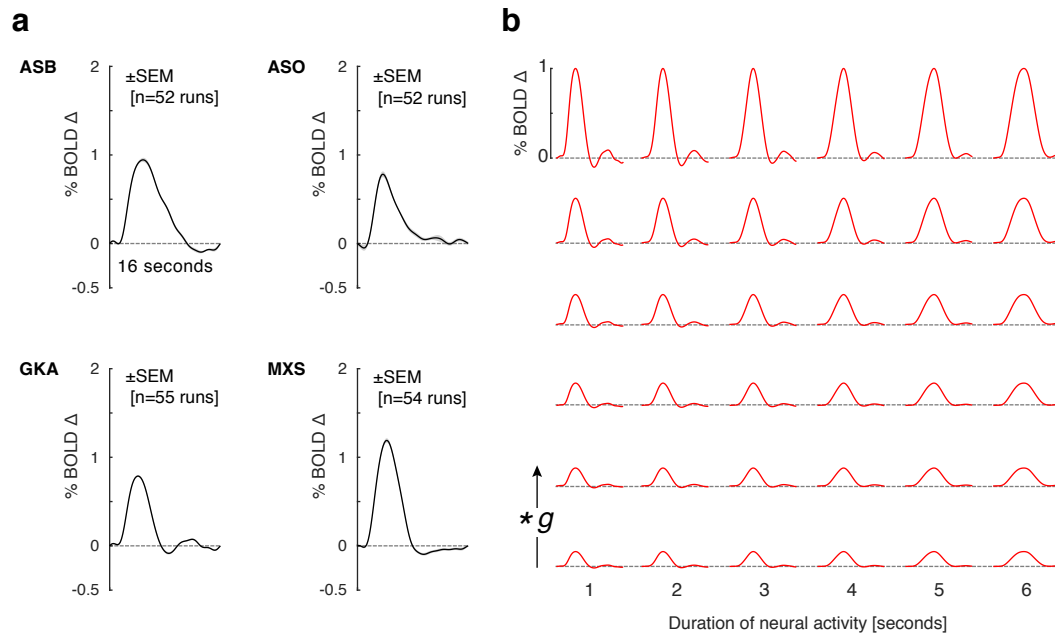 a
ASB
2
1
0
-0.5
% BOLD Δ
±SEM
[n=52 runs]
16 seconds
ASO
2
1
0
-0.5
% BOLD Δ
±SEM
[n=52 runs]
GKA
2
1
0
-0.5
% BOLD Δ
±SEM
[n=55 runs]
MXS
2
1
0
-0.5
% BOLD Δ
±SEM
[n=54 runs]
b
1
0
% BOLD Δ
* g
1 2 3 4 5 6
Duration of neural activity [seconds]